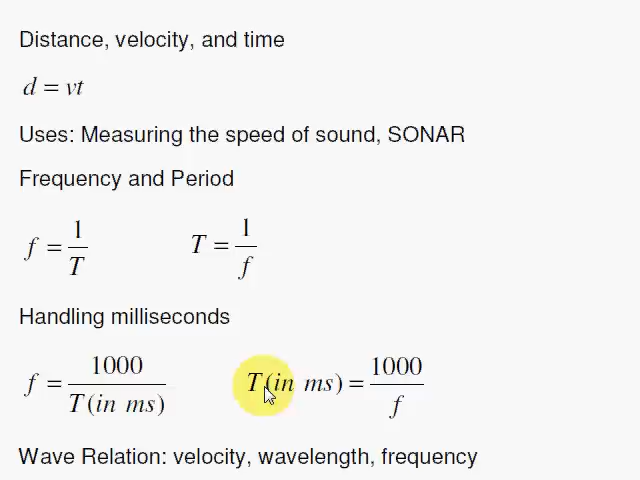 Distance, velocity, and time
d = vt
Uses: Measuring the speed of sound, SONAR
Frequency and Period
f = 1/T    T = 1/f
Handling milliseconds
f = 1000/T(in ms)    T(in ms) = 1000/f
Wave Relation: velocity, wavelength, frequency